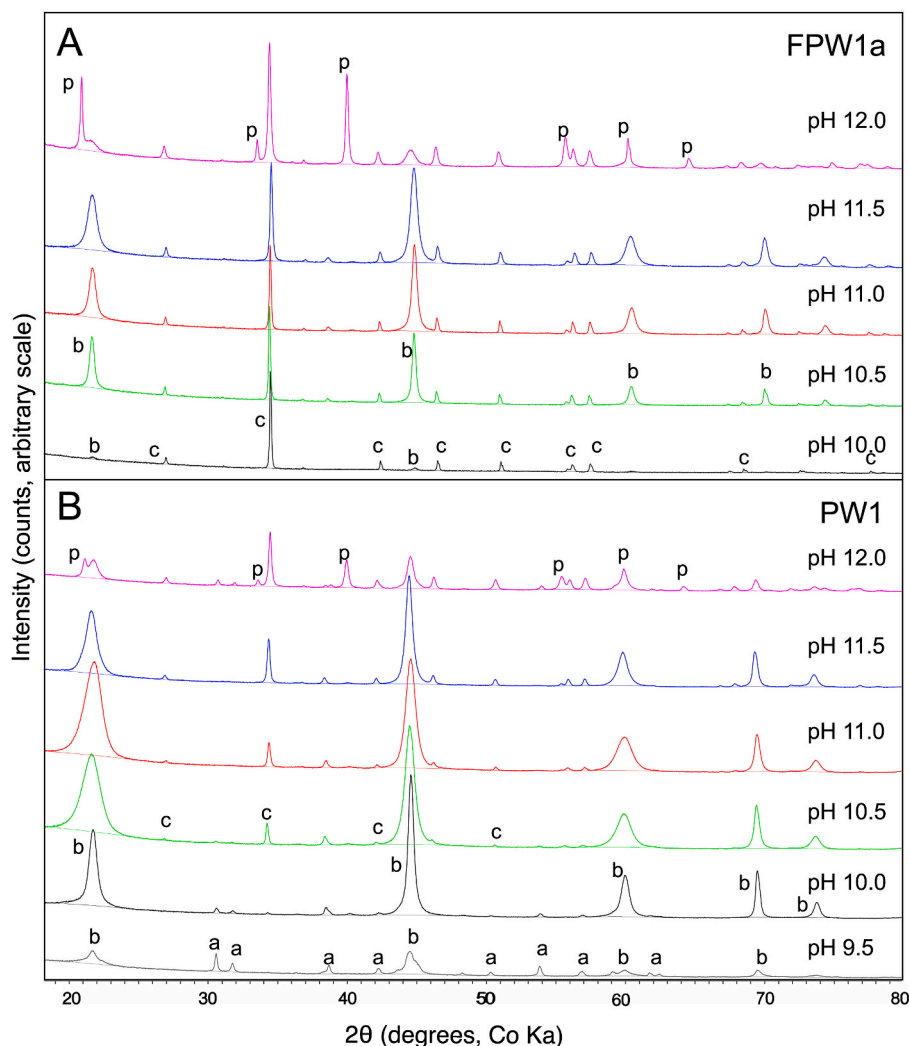 A
FPW1a
p
p
p
p
p
p
pH 12.0
pH 11.5
pH 11.0
b
b
b
b
pH 10.5
b
c
c
c
b
c
c
c
c
c
c
pH 10.0
B
PW1
p
p
p
p
p
p
pH 12.0
pH 11.5
pH 11.0
c
c
c
c
pH 10.5
b
b
b
b
b
pH 10.0
b
a
a
a
a
b
a
a
a
b
a
b
pH 9.5
20
30
40
50
60
70
80
2θ (degrees, Co Ka)
Intensity (counts, arbitrary scale)